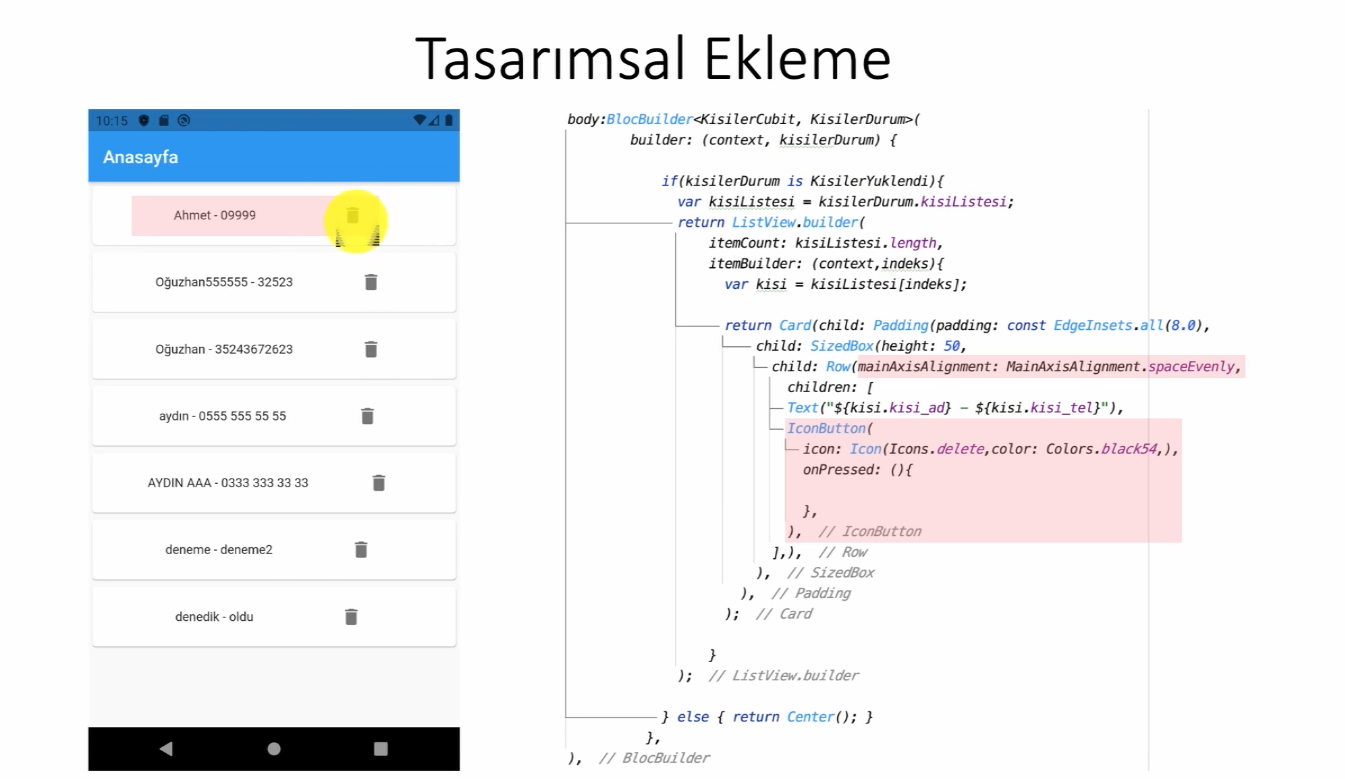 Tasarımsal Ekleme
10:15
Anasayfa
Ahmet - 09999
Oğuzhan555555 - 32523
Oğuzhan - 35243672623
aydın - 0555 555 55 55
AYDIN AAA - 0333 333 33 33
deneme - deneme2
denedik - oldu
body:BlocBuilder<KisilerCubit, KisilerDurum>(
builder: (context, kisilerDurum) {
if(kisilerDurum is KisilerYuklendi){
var kisiListesi = kisilerDurum.kisiListesi;
return ListView.builder(
itemCount: kisiListesi.length,
itemBuilder: (context,indeks){
var kisi = kisiListesi[indeks];
return Card(child: Padding(padding: const EdgeInsets.all(8.0),
child: SizedBox(height: 50,
child: Row(mainAxisAlignment: MainAxisAlignment.spaceEvenly,
children: [
Text("${kisi.kisi_ad} - ${kisi.kisi_tel}"),
IconButton(
icon: Icon(Icons.delete,color: Colors.black54,),
onPressed: (){
},
), // IconButton
],), // Row
), // SizedBox
), // Padding
); // Card
}
); // ListView.builder
} else { return Center(); }
},
), // BlocBuilder